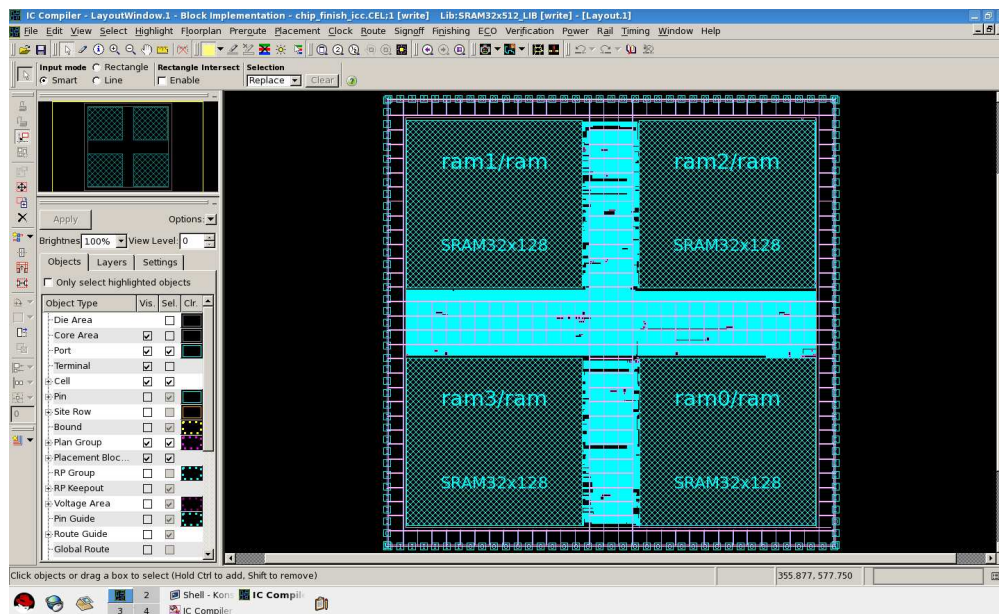 IC Compiler - LayoutWindow.1 - Block Implementation - chip_finish_icc.CEL;1 [write] Lib:SRAM32x512_LIB [write] - [Layout.1]
File Edit View Select Highlight Floorplan Preroute Placement Clock Route Signoff Finishing ECO Verification Power Rail Timing Window Help
Input mode Rectangle Rectangle Intersect Selection
Smart Line Enable Replace Clear
ram1/ram ram2/ram
SRAM32x128 SRAM32x128
ram3/ram ram0/ram
SRAM32x128 SRAM32x128
Apply Options:
Brightnes 100% View Level: 0
Objects Layers Settings
Only select highlighted objects
Object Type Vis. Sel. Clr.
Die Area
Core Area
Port
Terminal
Cell
Pin
Site Row
Bound
Plan Group
Placement Bloc...
RP Group
RP Keepout
Voltage Area
Pin Guide
Route Guide
Global Route
0
Click objects or drag a box to select (Hold Ctrl to add, Shift to remove) 355.877, 577.750
2 Shell - Kon IC Compil
3 4 IC Compiler